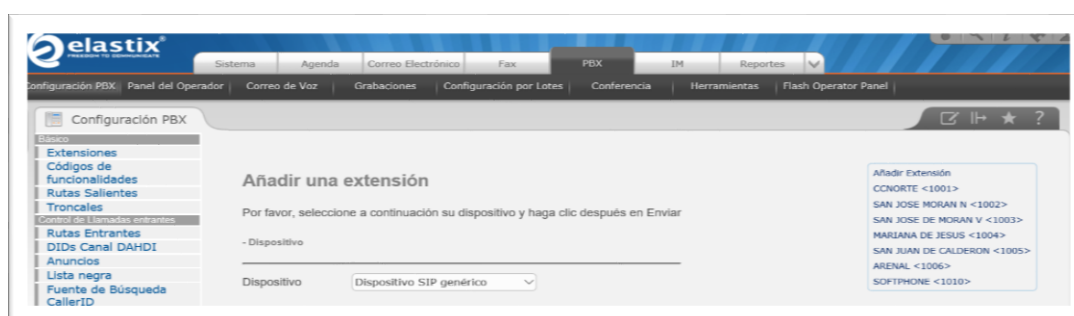 elastix®
FREEDOM TO COMMUNICATE
Sistema Agenda Correo Electrónico Fax PBX IM Reportes
Configuración PBX Panel del Operador Correo de Voz Grabaciones Configuración por Lotes Conferencia Herramientas Flash Operator Panel
Configuración PBX
Básico
Extensiones
Códigos de
funcionalidades
Rutas Salientes
Troncales
Control de Llamadas entrantes
Rutas Entrantes
DIDs Canal DAHDI
Anuncios
Lista negra
Fuente de Búsqueda
CallerID
Añadir una extensión
Por favor, seleccione a continuación su dispositivo y haga clic después en Enviar
- Dispositivo
Dispositivo Dispositivo SIP genérico
Añadir Extensión
CCNORTE <1001>
SAN JOSE MORAN N <1002>
SAN JOSE DE MORAN V <1003>
MARIANA DE JESUS <1004>
SAN JUAN DE CALDERON <1005>
ARENAL <1006>
SOFTPHONE <1010>